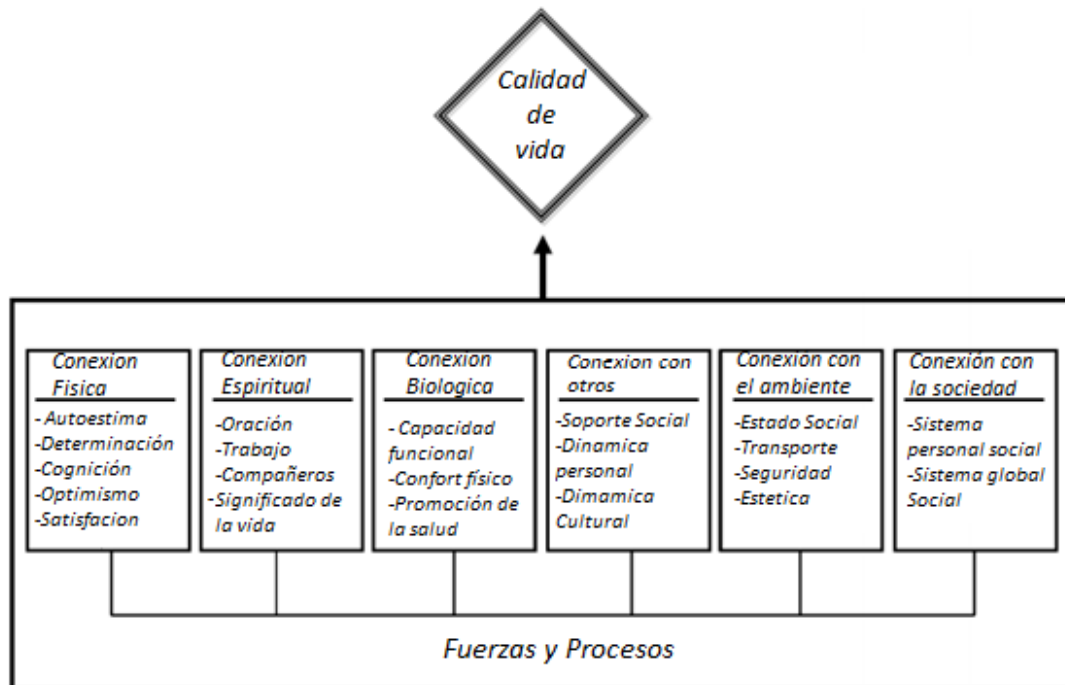 Calidad
de
vida
Conexion
Fisica
-Autoestima
-Determinación
-Cognición
-Optimismo
-Satisfacion
Conexion
Espiritual
-Oración
-Trabajo
-Compañeros
-Significado de
la vida
Conexion
Biologica
- Capacidad
funcional
-Confort físico
-Promoción de
la salud
Conexion con
otros
-Soporte Social
-Dinamica
personal
-Dimamica
Cultural
Conexión con
el ambiente
-Estado Social
-Transporte
-Seguridad
-Estetica
Conexión con
la sociedad
-Sistema
personal social
-Sistema global
Social
Fuerzas y Procesos